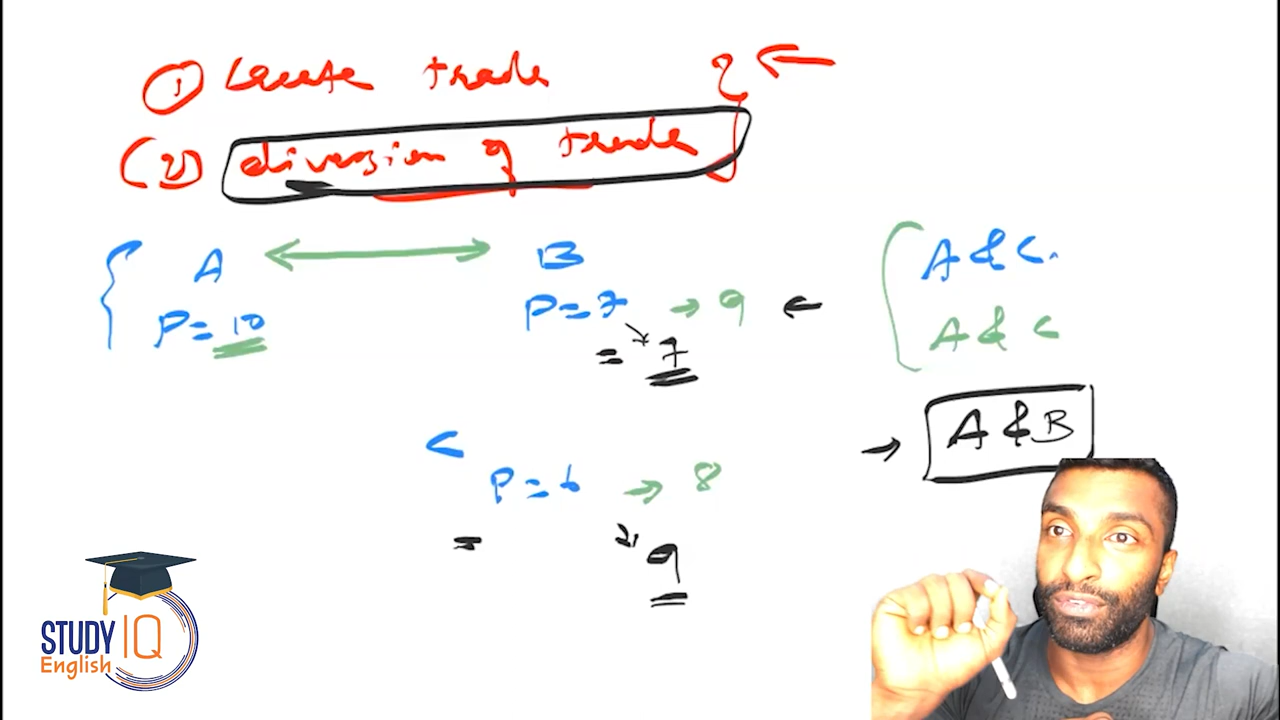 ① create trade
(2) diversion of trade
A ↔ B
A & C.
P = 10
P = 7 → 9 ←
A & C
= ↘ 7
→ A & B
C
P = 6 → 8
= ↘ 9
STUDY IQ
English